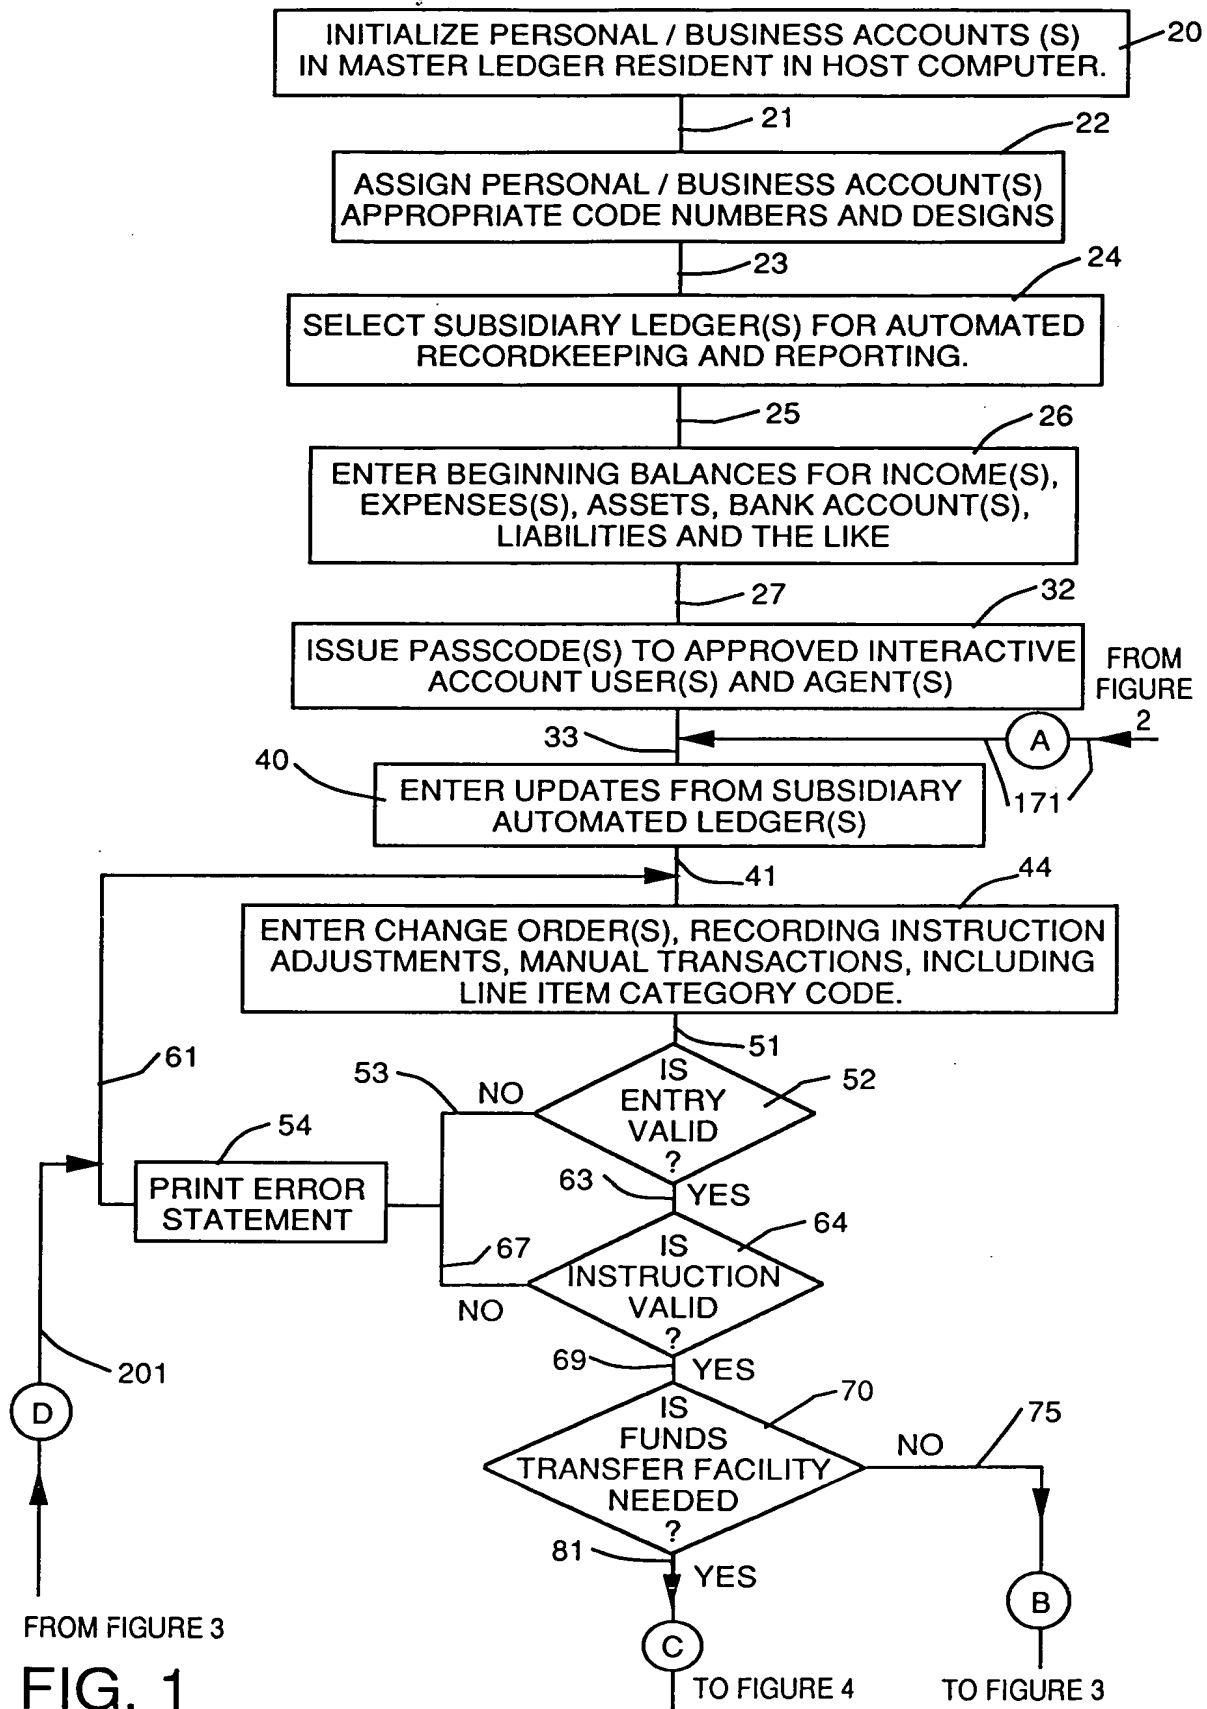 INITIALIZE PERSONAL / BUSINESS ACCOUNTS (S)
IN MASTER LEDGER RESIDENT IN HOST COMPUTER.
20
21
22
ASSIGN PERSONAL / BUSINESS ACCOUNT(S)
APPROPRIATE CODE NUMBERS AND DESIGNS
23
24
SELECT SUBSIDIARY LEDGER(S) FOR AUTOMATED
RECORDKEEPING AND REPORTING.
25
26
ENTER BEGINNING BALANCES FOR INCOME(S),
EXPENSES(S), ASSETS, BANK ACCOUNT(S),
LIABILITIES AND THE LIKE
27
32
ISSUE PASSCODE(S) TO APPROVED INTERACTIVE
ACCOUNT USER(S) AND AGENT(S)
FROM
FIGURE
2
33
A
171
40
ENTER UPDATES FROM SUBSIDIARY
AUTOMATED LEDGER(S)
41
44
ENTER CHANGE ORDER(S), RECORDING INSTRUCTION
ADJUSTMENTS, MANUAL TRANSACTIONS, INCLUDING
LINE ITEM CATEGORY CODE.
51
61
53
NO
IS
ENTRY
VALID
?
52
54
PRINT ERROR
STATEMENT
63
YES
67
NO
IS
INSTRUCTION
VALID
?
64
69
YES
201
D
IS
FUNDS
TRANSFER FACILITY
NEEDED
?
70
NO
75
81
YES
B
C
FROM FIGURE 3
TO FIGURE 4
TO FIGURE 3
FIG. 1